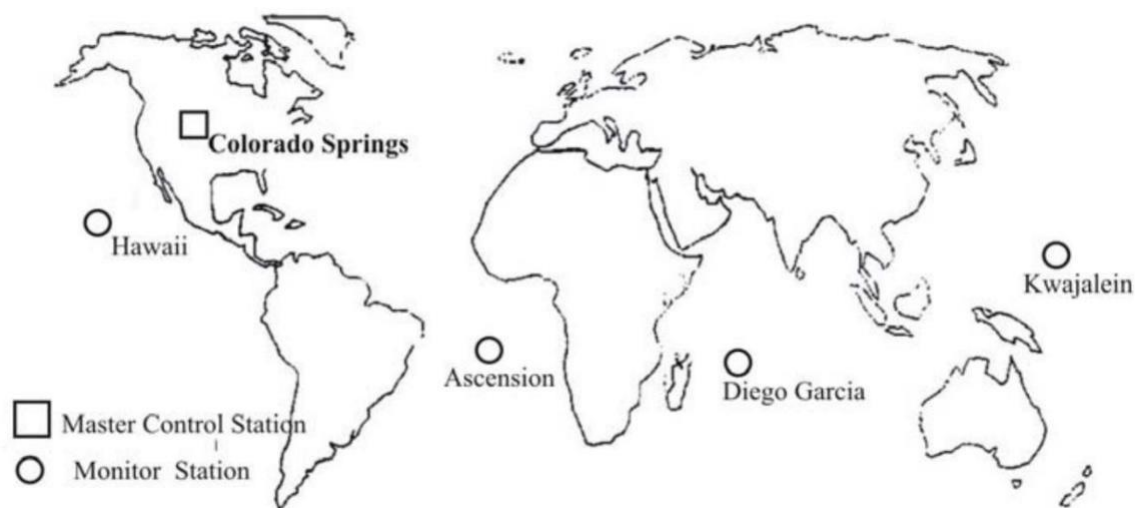 Colorado Springs
Hawaii
Kwajalein
Ascension
Diego Garcia
Master Control Station
Monitor Station